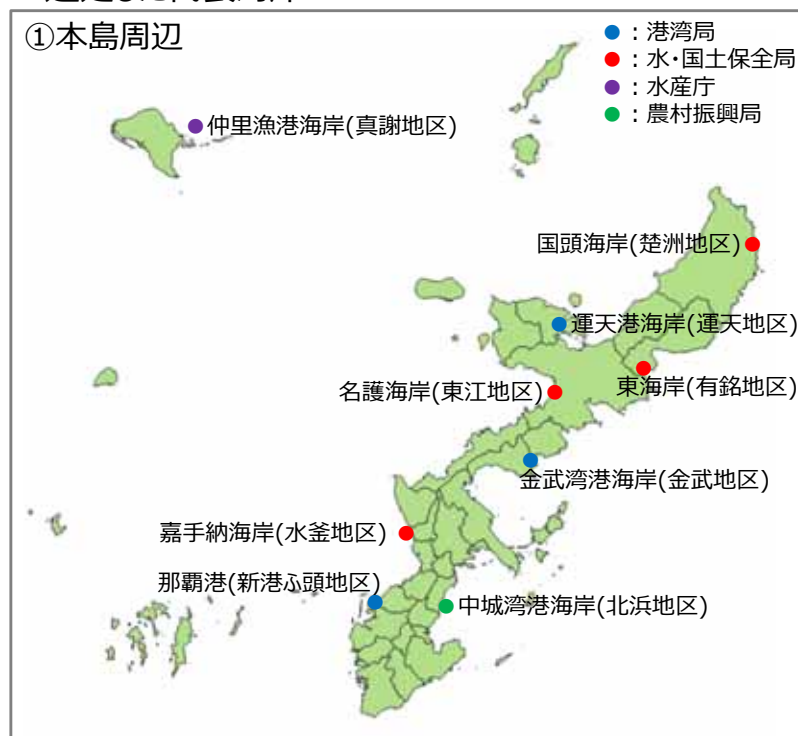 ①本島周辺
●：港湾局
●：水・国土保全局
●：水産庁
●：農村振興局
仲里漁港海岸(真謝地区)
国頭海岸(楚洲地区)
運天港海岸(運天地区)
名護海岸(東江地区)
東海岸(有銘地区)
金武湾港海岸(金武地区)
嘉手納海岸(水釜地区)
那覇港(新港ふ頭地区)
中城湾港海岸(北浜地区)